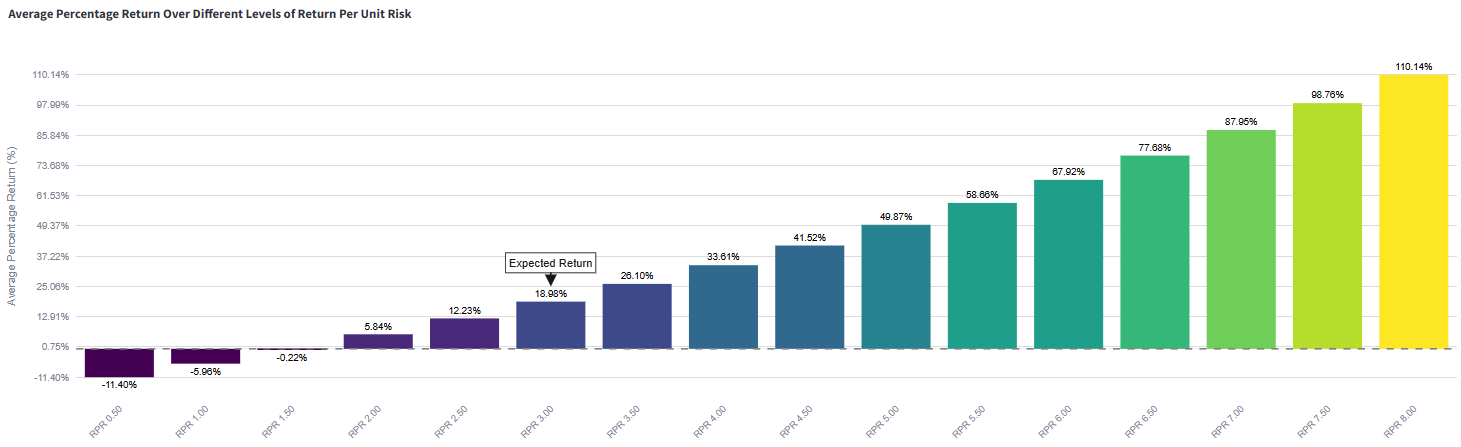 Average Percentage Return Over Different Levels of Return Per Unit Risk
Average Percentage Return (%)
110.14%
97.99%
85.84%
73.68%
61.53%
49.37%
37.22%
25.06%
12.91%
0.75%
-11.40%
-11.40%
-5.96%
-0.22%
5.84%
12.23%
Expected Return
18.98%
26.10%
33.61%
41.52%
49.87%
58.66%
67.92%
77.68%
87.95%
98.76%
110.14%
RPR 0.50
RPR 1.00
RPR 1.50
RPR 2.00
RPR 2.50
RPR 3.00
RPR 3.50
RPR 4.00
RPR 4.50
RPR 5.00
RPR 5.50
RPR 6.00
RPR 6.50
RPR 7.00
RPR 7.50
RPR 8.00